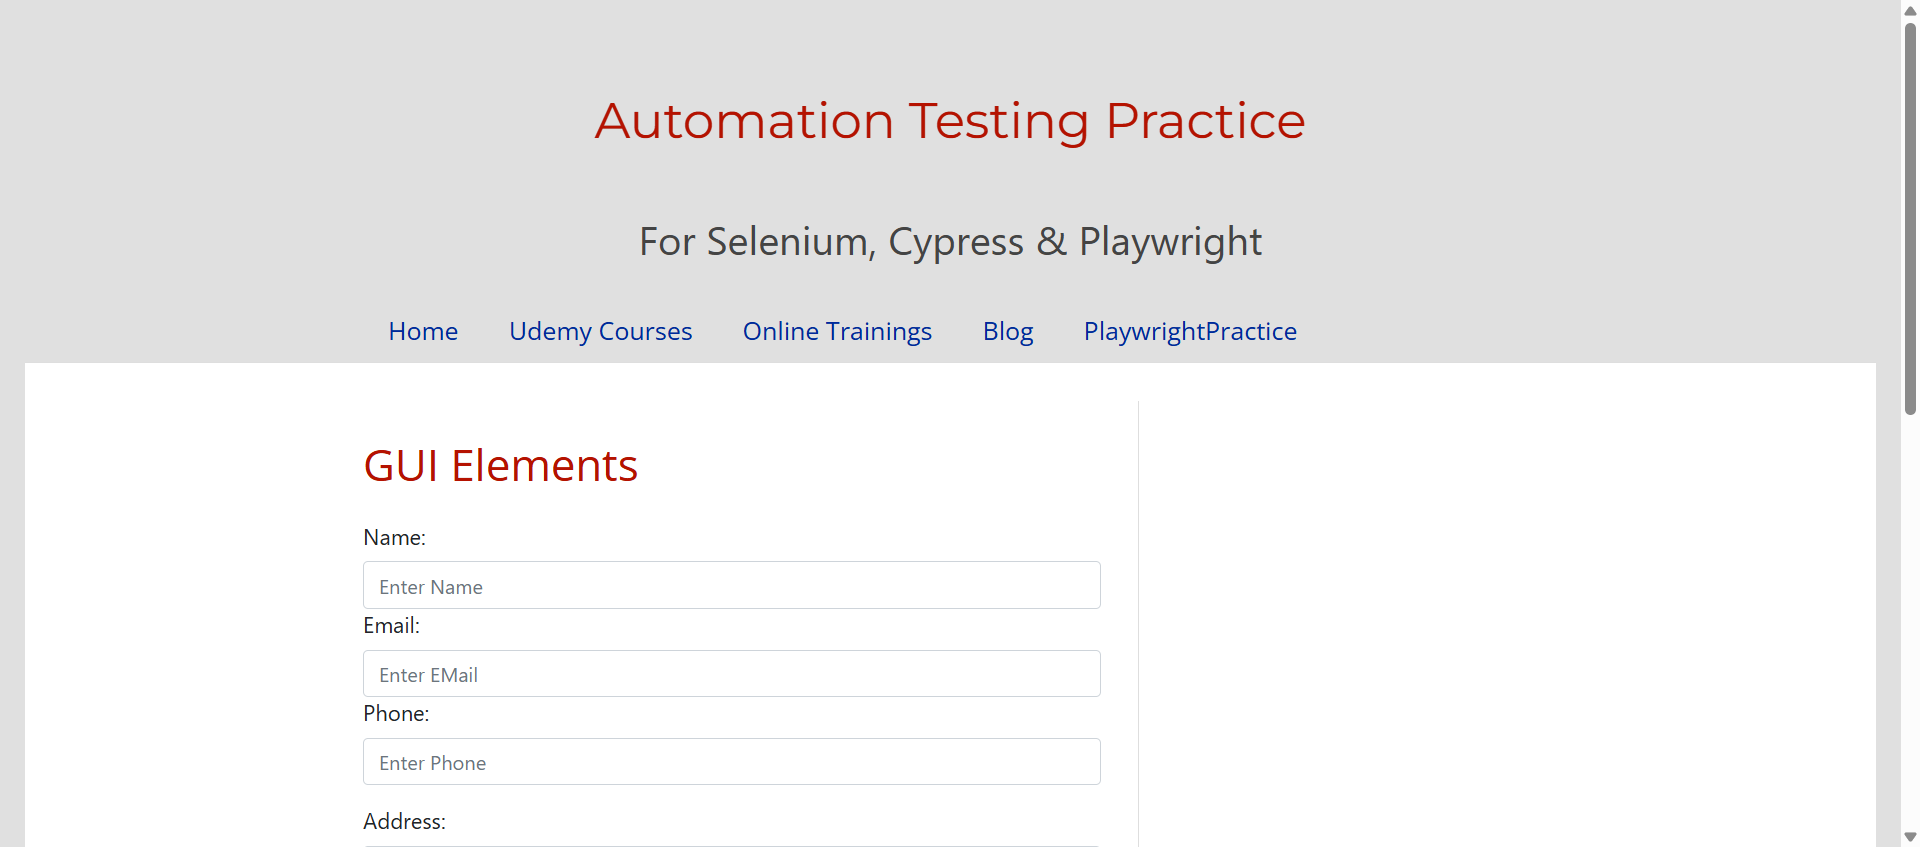 Automation Testing Practice
For Selenium, Cypress & Playwright
Home Udemy Courses Online Trainings Blog PlaywrightPractice
GUI Elements
Name:
Enter Name
Email:
Enter EMail
Phone:
Enter Phone
Address: